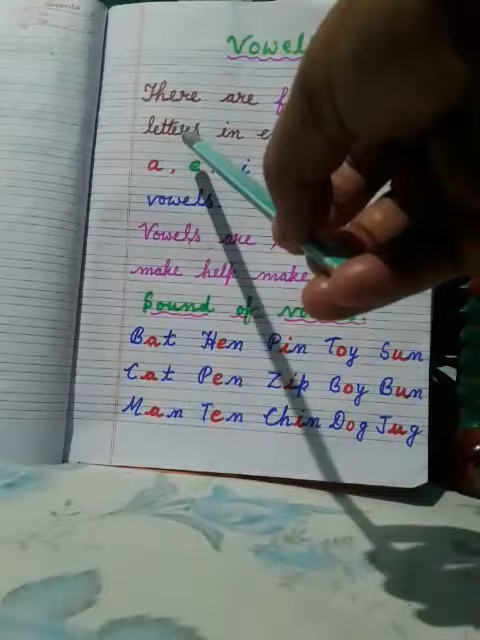 Vowel
There are
letters in
a, e, i
vowels
Vowels are
make help make
Sound of
Bat Hen Pin Toy Sun
Cat Pen Zip Boy Bun
Man Ten Chin Dog Jug